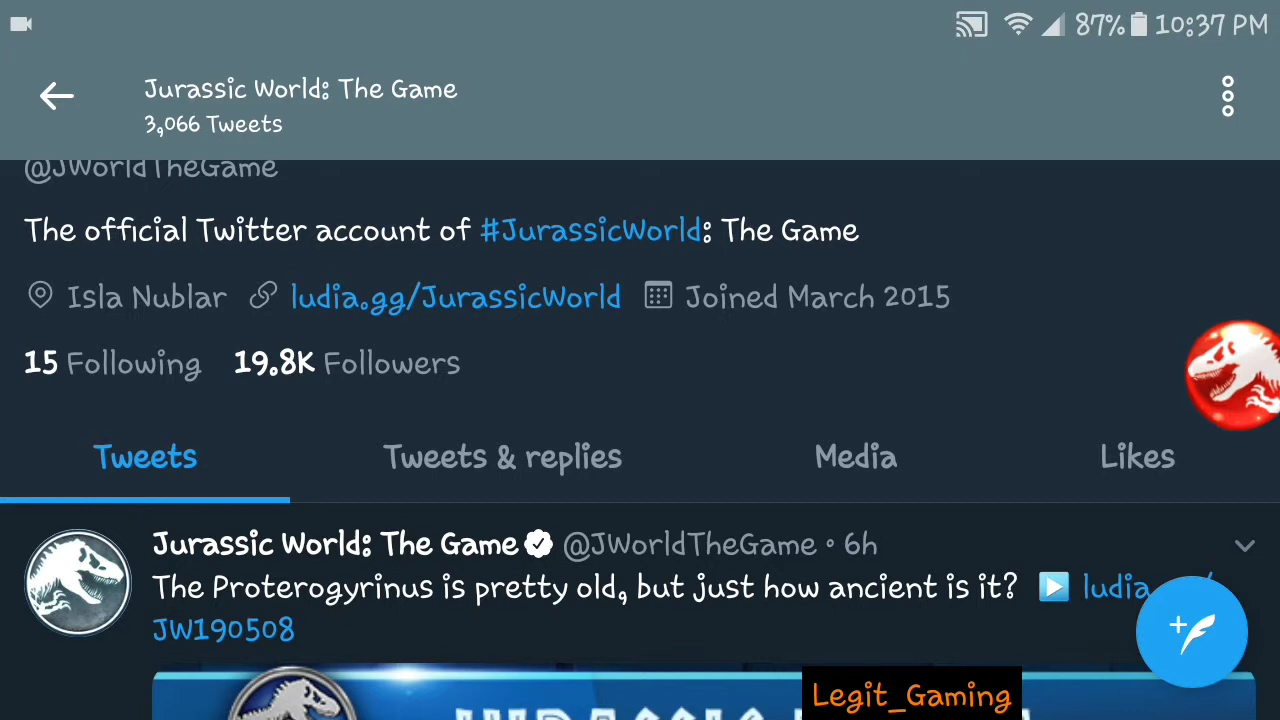 87% 10:37 PM
Jurassic World: The Game
3,066 Tweets
@JWorldTheGame
The official Twitter account of #JurassicWorld: The Game
Isla Nublar ludia.gg/JurassicWorld Joined March 2015
15 Following 19.8K Followers
Tweets Tweets & replies Media Likes
Jurassic World: The Game @JWorldTheGame • 6h
The Proterogyrinus is pretty old, but just how ancient is it? ludia
JW190508
Legit_Gaming